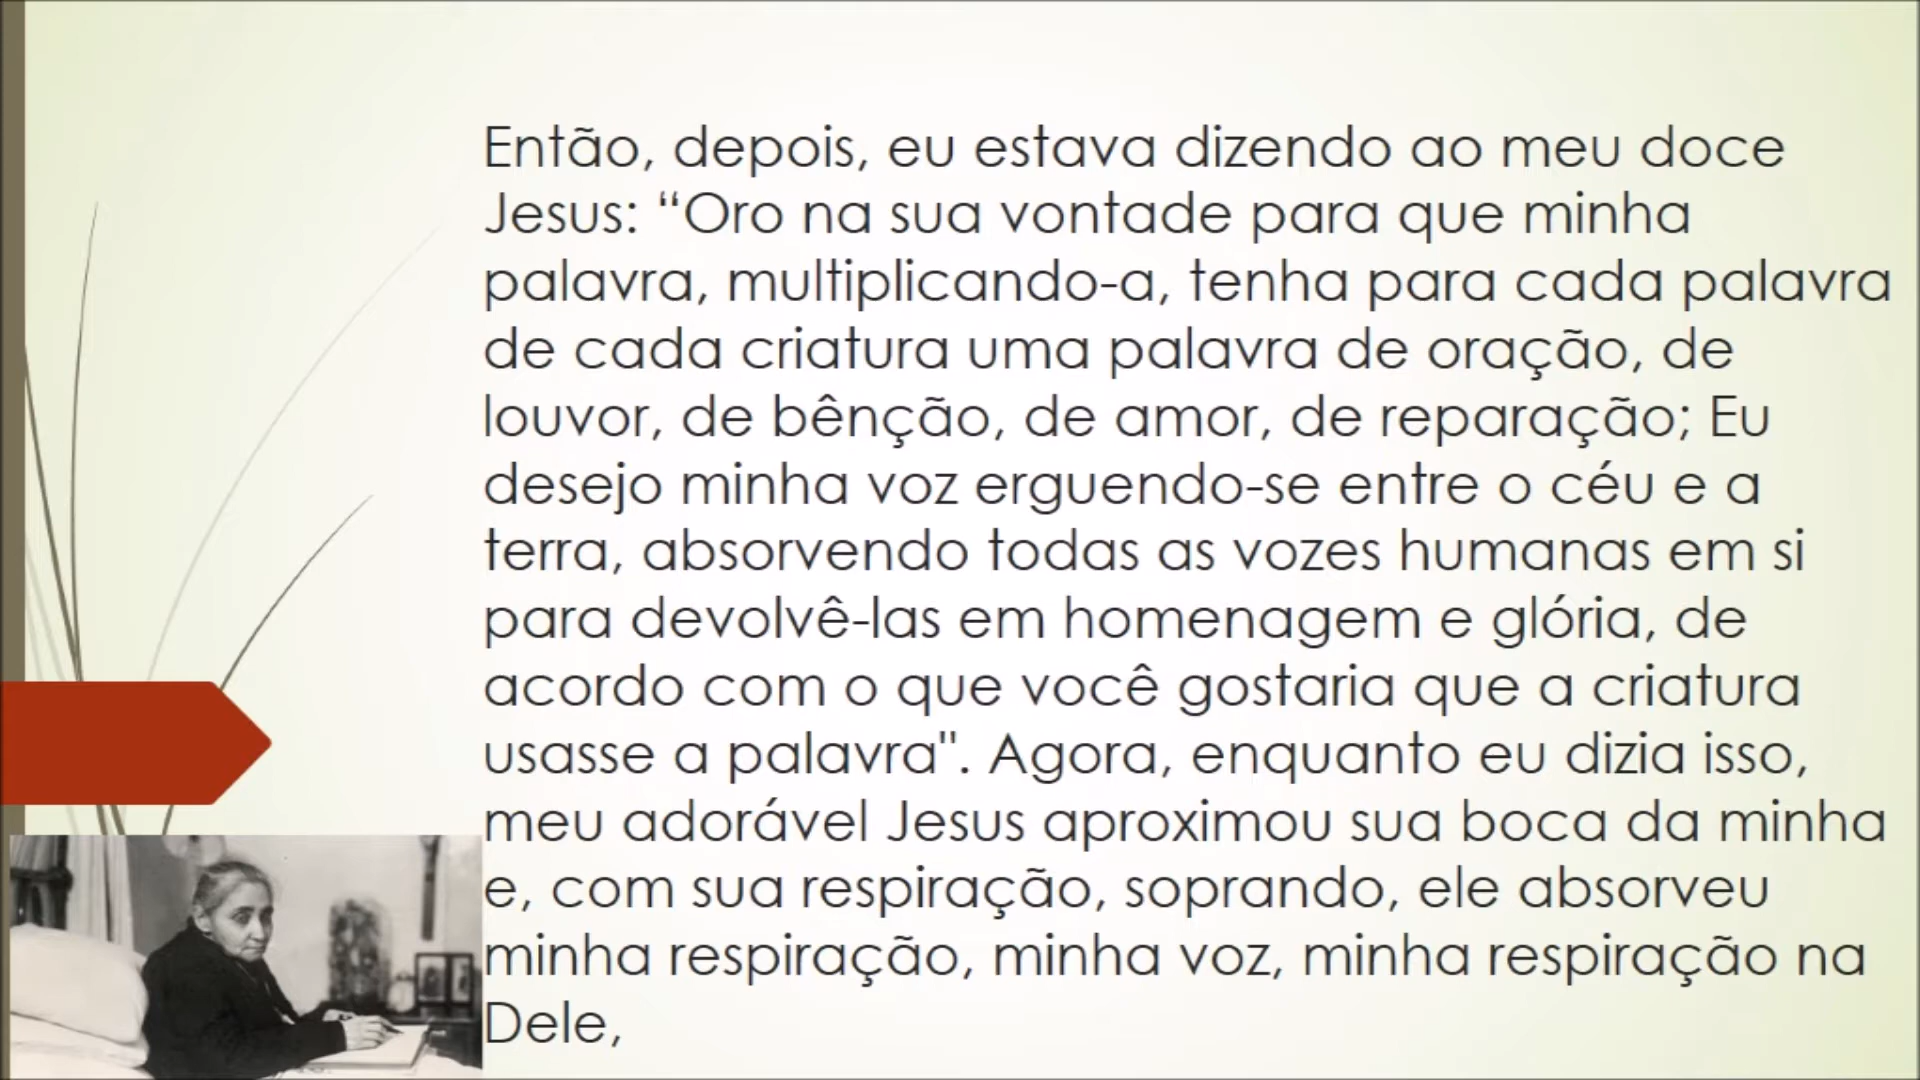 Então, depois, eu estava dizendo ao meu doce
Jesus: “Oro na sua vontade para que minha
palavra, multiplicando-a, tenha para cada palavra
de cada criatura uma palavra de oração, de
louvor, de bênção, de amor, de reparação; Eu
desejo minha voz erguendo-se entre o céu e a
terra, absorvendo todas as vozes humanas em si
para devolvê-las em homenagem e glória, de
acordo com o que você gostaria que a criatura
usasse a palavra". Agora, enquanto eu dizia isso,
meu adorável Jesus aproximou sua boca da minha
e, com sua respiração, soprando, ele absorveu
minha respiração, minha voz, minha respiração na
Dele,